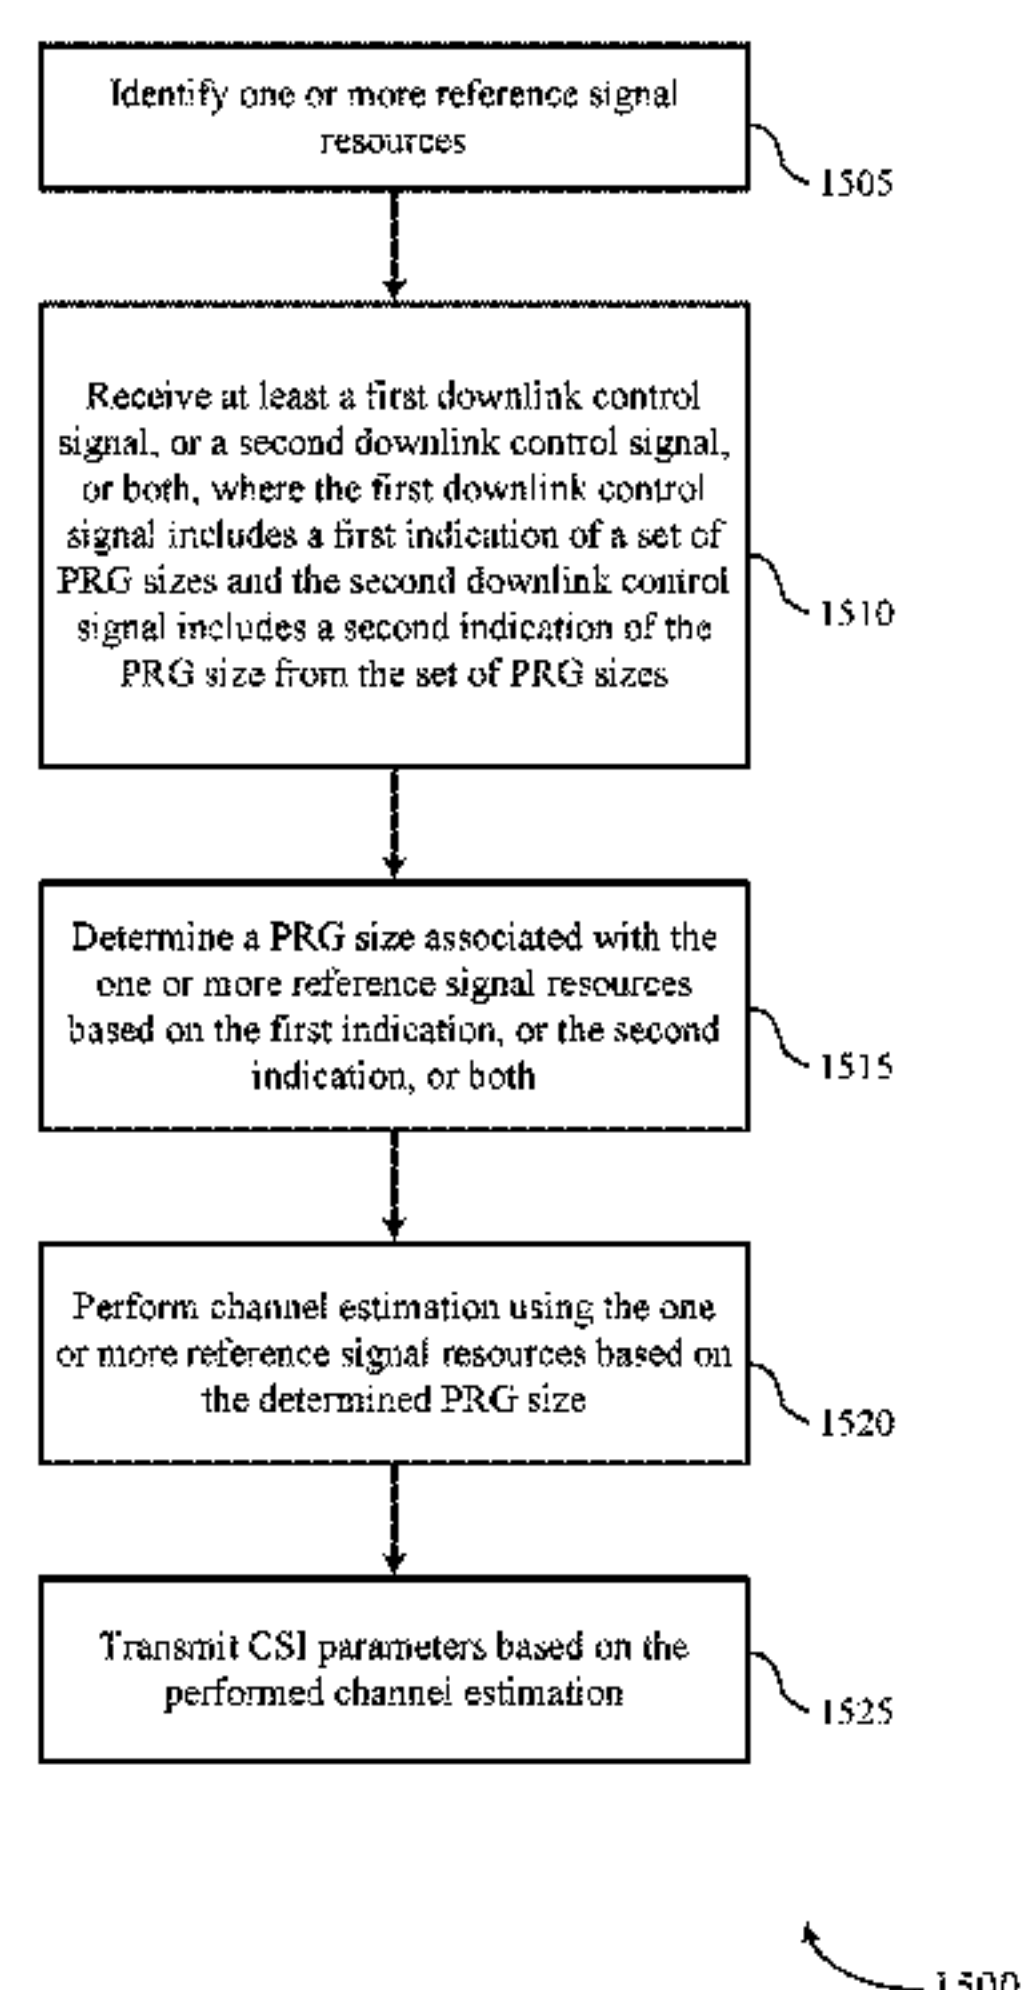 Identify one or more reference signal
resources
1505
Receive at least a first downlink control
signal, or a second downlink control signal,
or both, where the first downlink control
signal includes a first indication of a set of
PRG sizes and the second downlink control
signal includes a second indication of the
PRG size from the set of PRG sizes
1510
Determine a PRG size associated with the
one or more reference signal resources
based on the first indication, or the second
indication, or both
1515
Perform channel estimation using the one
or more reference signal resources based on
the determined PRG size
1520
Transmit CSI parameters based on the
performed channel estimation
1525
1500